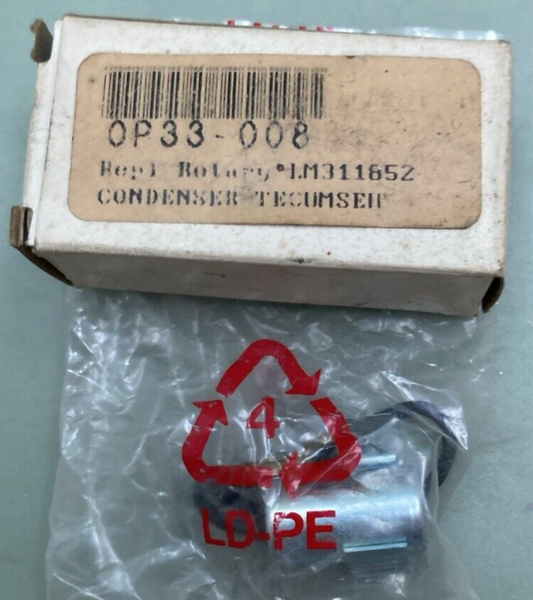 0P33-008
Repl Rotary LM311852
CONDENSER TECUMSEH
4
LD-PE